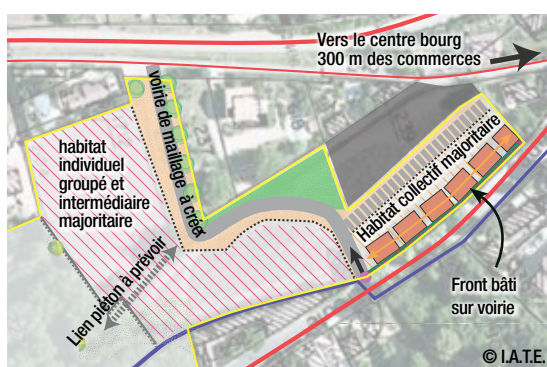 Vers le centre bourg
300 m des commerces
voirie de maillage à créer
habitat
individuel
groupé et
intermédiaire
majoritaire
Habitat collectif majoritaire
Lien piéton à prévoir
Front bâti
sur voirie
© I.A.T.E.